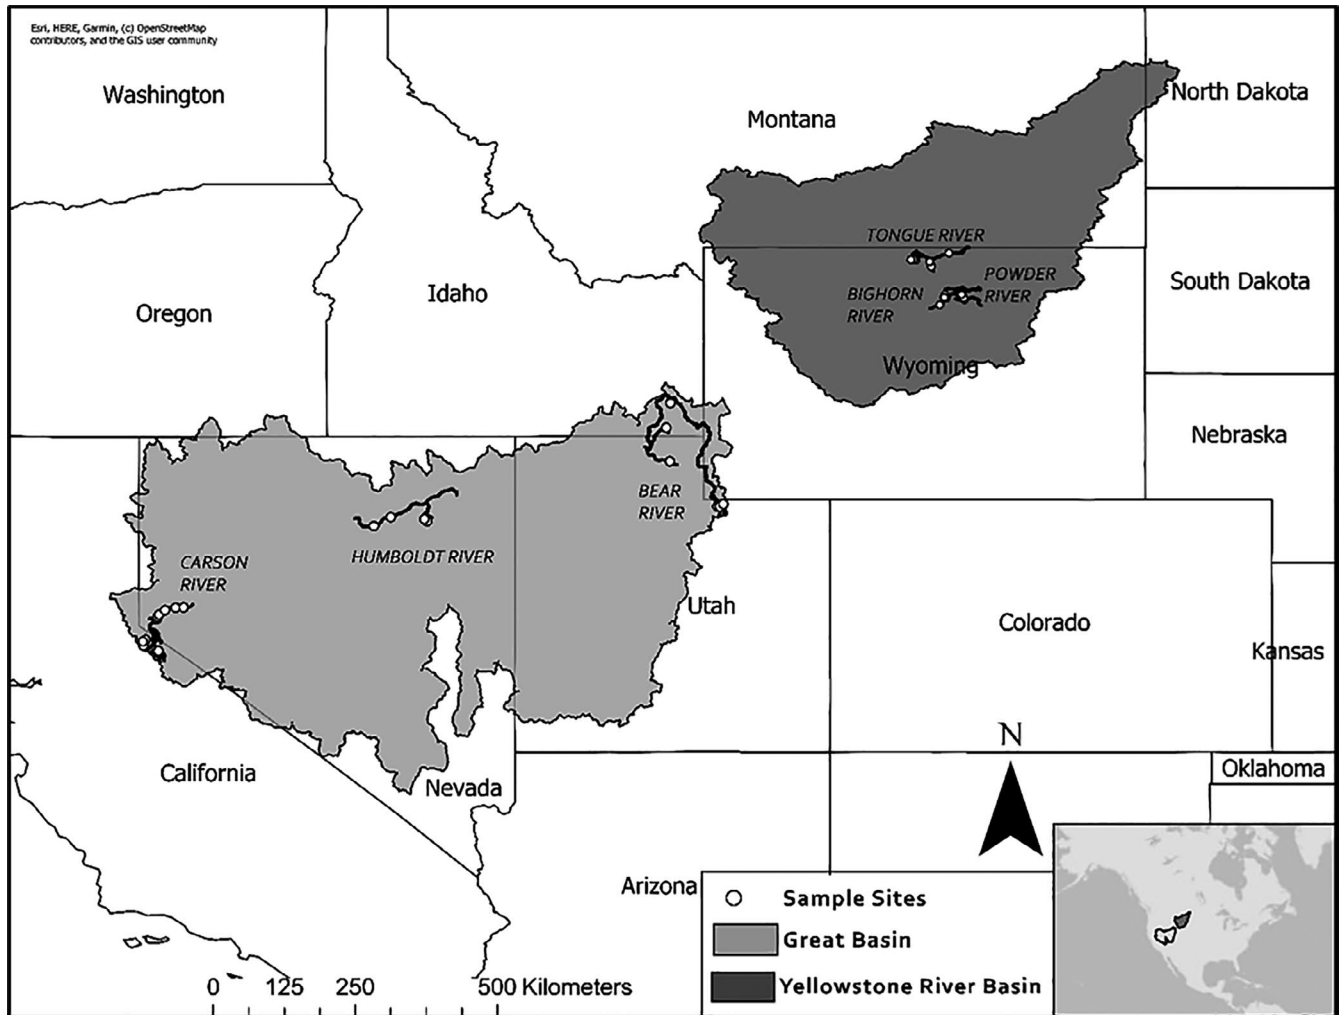 Esri, HERE, Garmin, (c) OpenStreetMap
contributors, and the GIS user community
Washington
Montana
North Dakota
TONGUE RIVER
POWDER
RIVER
BIGHORN
RIVER
South Dakota
Idaho
Oregon
Wyoming
Nebraska
BEAR
RIVER
HUMBOLDT RIVER
CARSON
RIVER
Utah
Colorado
Kansas
N
California
Nevada
Oklahoma
Arizona
Sample Sites
Great Basin
Yellowstone River Basin
0 125 250 500 Kilometers